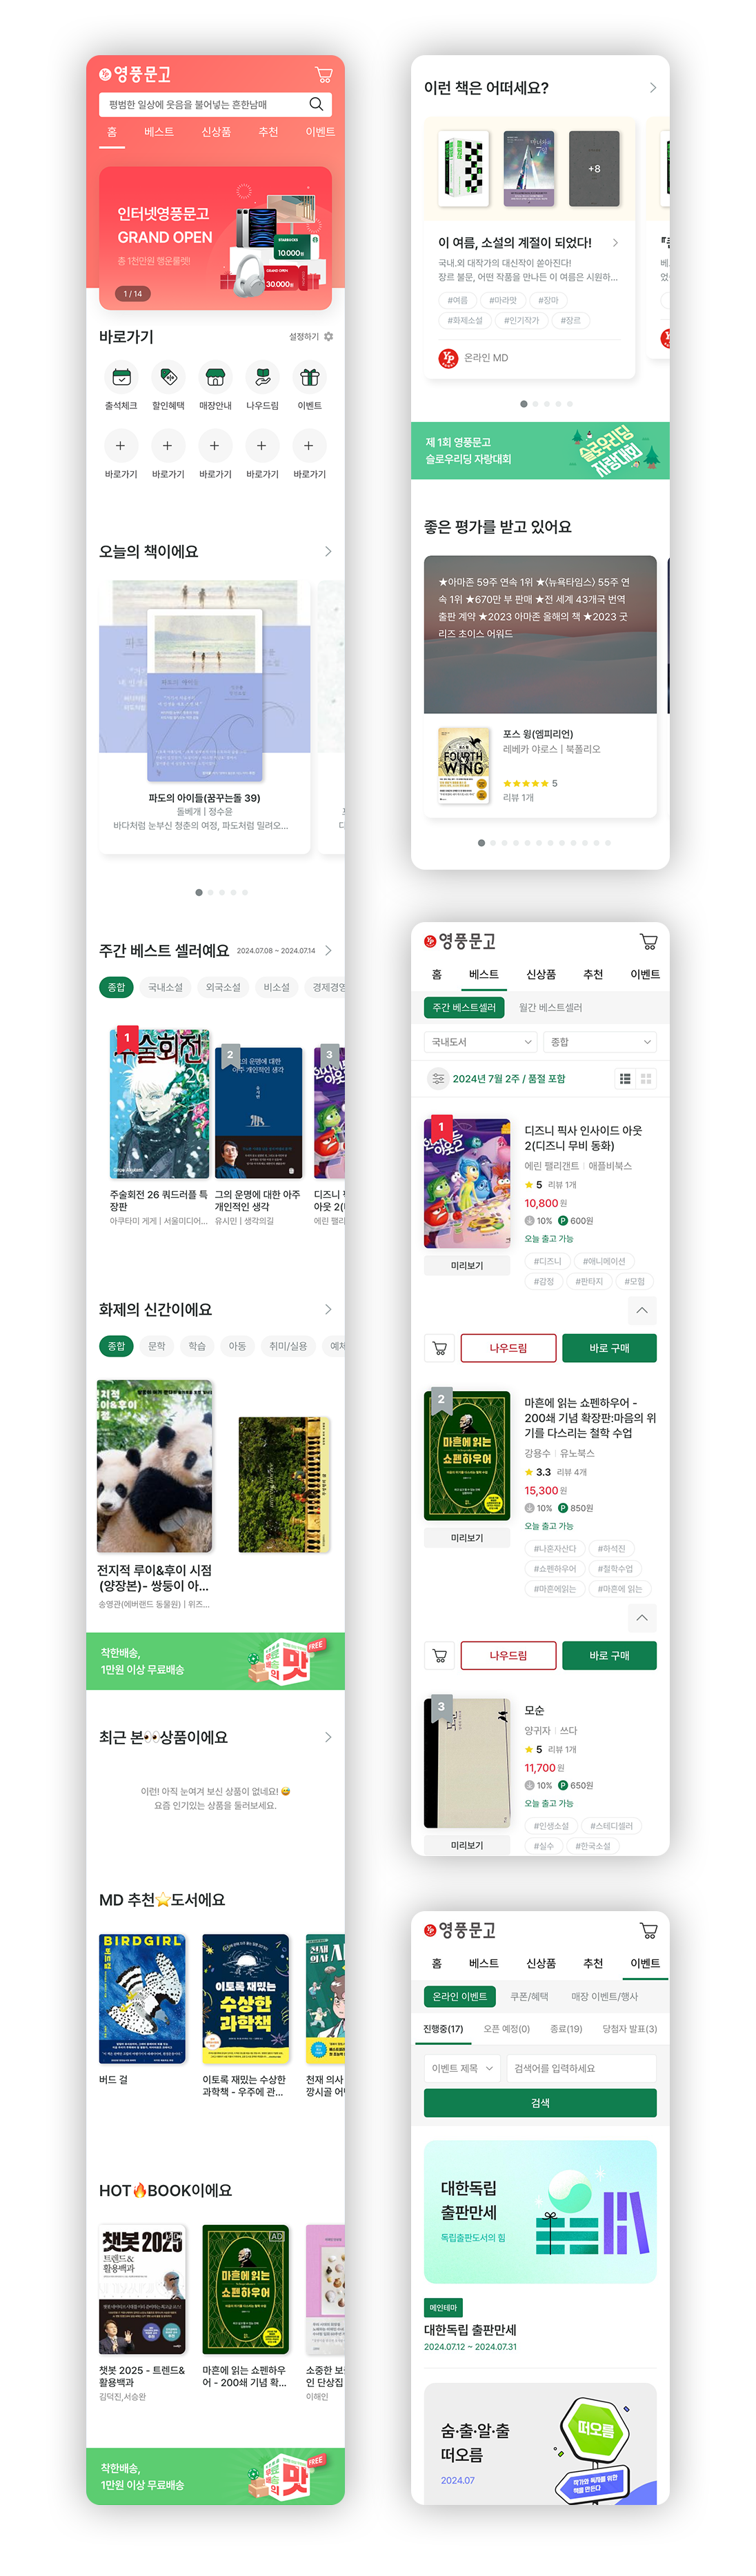 영풍문고
평범한 일상에 웃음을 불어넣는 흔한남매
홈 베스트 신상품 추천 이벤트
인터넷영풍문고
GRAND OPEN
총 1천만원 행운룰렛!
STARBUCKS
10,000원
GRAND OPEN
30,000원
1 / 14
바로가기 설정하기
출석체크 할인혜택 매장안내 나우드림 이벤트
바로가기 바로가기 바로가기 바로가기 바로가기
오늘의 책이에요
파도의 아이들(꿈꾸는돌 39)
돌베개 | 정수윤
바다처럼 눈부신 청춘의 여정, 파도처럼 밀려오...
주간 베스트 셀러예요 2024.07.08 ~ 2024.07.14
종합 국내소설 외국소설 비소설 경제경영
1
주술회전
2
그의 운명에 대한
아주 개인적인 생각
3
주술회전 26 쿼드러플 특
장판
아쿠타미 게게 | 서울미디어...
그의 운명에 대한 아주
개인적인 생각
유시민 | 생각의길
디즈니
아웃 2(
에린 팰리
화제의 신간이에요
종합 문학 학습 아동 취미/실용 예체
전지적 루이&후이 시점
(양장본)- 쌍둥이 아...
송영관(에버랜드 동물원) | 위즈...
착한배송,
1만원 이상 무료배송
무료배송의 맛
FREE
최근 본👀상품이에요
이런! 아직 눈여겨 보신 상품이 없네요! 😅
요즘 인기있는 상품을 둘러보세요.
MD 추천⭐도서에요
BIRDGIRL
버드걸
이토록 재밌는
수상한
과학책
천재
의사
버드 걸
이토록 재밌는 수상한
과학책 - 우주에 관...
천재 의사
깡시골 어
HOT🔥BOOK이에요
챗봇 2025
트렌드&
활용백과
AD
마흔에 읽는
쇼펜하우어
챗봇 2025 - 트렌드&
활용백과
김덕진,서승완
마흔에 읽는 쇼펜하우
어 - 200쇄 기념 확...
소중한 보
인 단상집
이해인
착한배송,
1만원 이상 무료배송
무료배송의 맛
FREE
이런 책은 어떠세요?
+8
이 여름, 소설의 계절이 되었다!
국내.외 대작가의 대신작이 쏟아진다!
장르 불문, 어떤 작품을 만나든 이 여름은 시원하...
#여름 #마라맛 #장마
#화제소설 #인기작가 #장르
YP 온라인 MD
제 1회 영풍문고
슬로우리딩 자랑대회
슬로우리딩
자랑대회
좋은 평가를 받고 있어요
★아마존 59주 연속 1위 ★〈뉴욕타임스〉 55주 연
속 1위 ★670만 부 판매 ★전 세계 43개국 번역
출판 계약 ★2023 아마존 올해의 책 ★2023 굿
리즈 초이스 어워드
FOURTH
WING
포스 윙(엠피리언)
레베카 야로스 | 북폴리오
★★★★★ 5
리뷰 1개
영풍문고
홈 베스트 신상품 추천 이벤트
주간 베스트셀러 월간 베스트셀러
국내도서 종합
2024년 7월 2주 / 품절 포함
1
디즈니 픽사 인사이드 아웃
2(디즈니 무비 동화)
에린 팰리갠트 | 애플비북스
★ 5 리뷰 1개
10,800원
10% P 600원
오늘 출고 가능
미리보기
#디즈니 #애니메이션
#감정 #판타지 #모험
나우드림 바로 구매
2
마흔에 읽는
쇼펜하우어
마흔에 읽는 쇼펜하우어 -
200쇄 기념 확장판:마음의 위
기를 다스리는 철학 수업
강용수 | 유노북스
★ 3.3 리뷰 4개
15,300원
10% P 850원
오늘 출고 가능
미리보기
#나혼자산다 #하석진
#쇼펜하우어 #철학수업
#마흔에읽는 #마흔에 읽는
나우드림 바로 구매
3
모순
양귀자 | 쓰다
★ 5 리뷰 1개
11,700원
10% P 650원
오늘 출고 가능
미리보기
#인생소설 #스테디셀러
#실수 #한국소설
영풍문고
홈 베스트 신상품 추천 이벤트
온라인 이벤트 쿠폰/혜택 매장 이벤트/행사
진행중(17) 오픈 예정(0) 종료(19) 당첨자 발표(3)
이벤트 제목 검색어를 입력하세요
검색
대한독립
출판만세
독립출판도서의 힘
메인테마
대한독립 출판만세
2024.07.12 ~ 2024.07.31
숨·출·알·출
떠오름
2024.07
떠오름
작가와 독자를 위한
책을 만든다